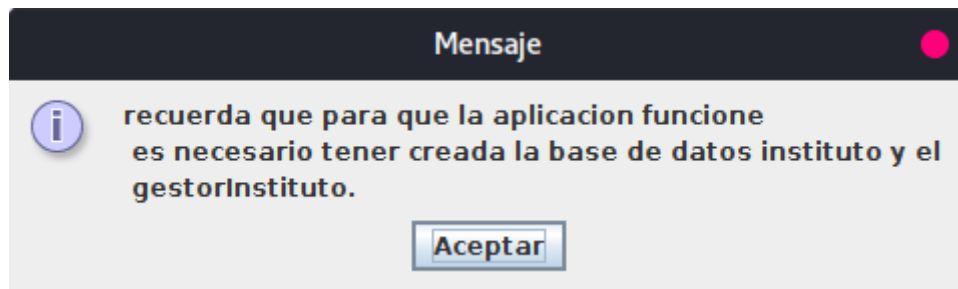 Mensaje
recuerda que para que la aplicacion funcione
es necesario tener creada la base de datos instituto y el
gestorInstituto.
Aceptar